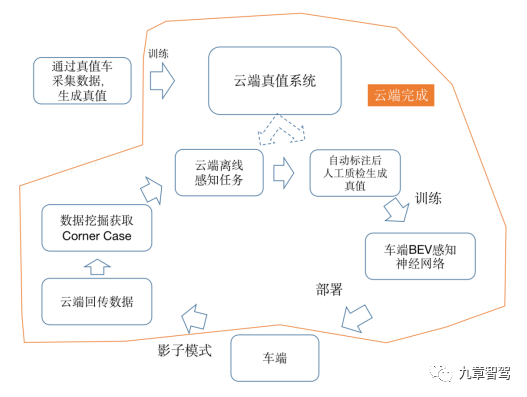 通过真值车
采集数据,
生成真值
训练
云端真值系统
云端完成
云端离线
感知任务
自动标注后
人工质检生成
真值
训练
数据挖掘获取
Corner Case
车端BEV感知
神经网络
云端回传数据
部署
影子模式
车端
九章智驾